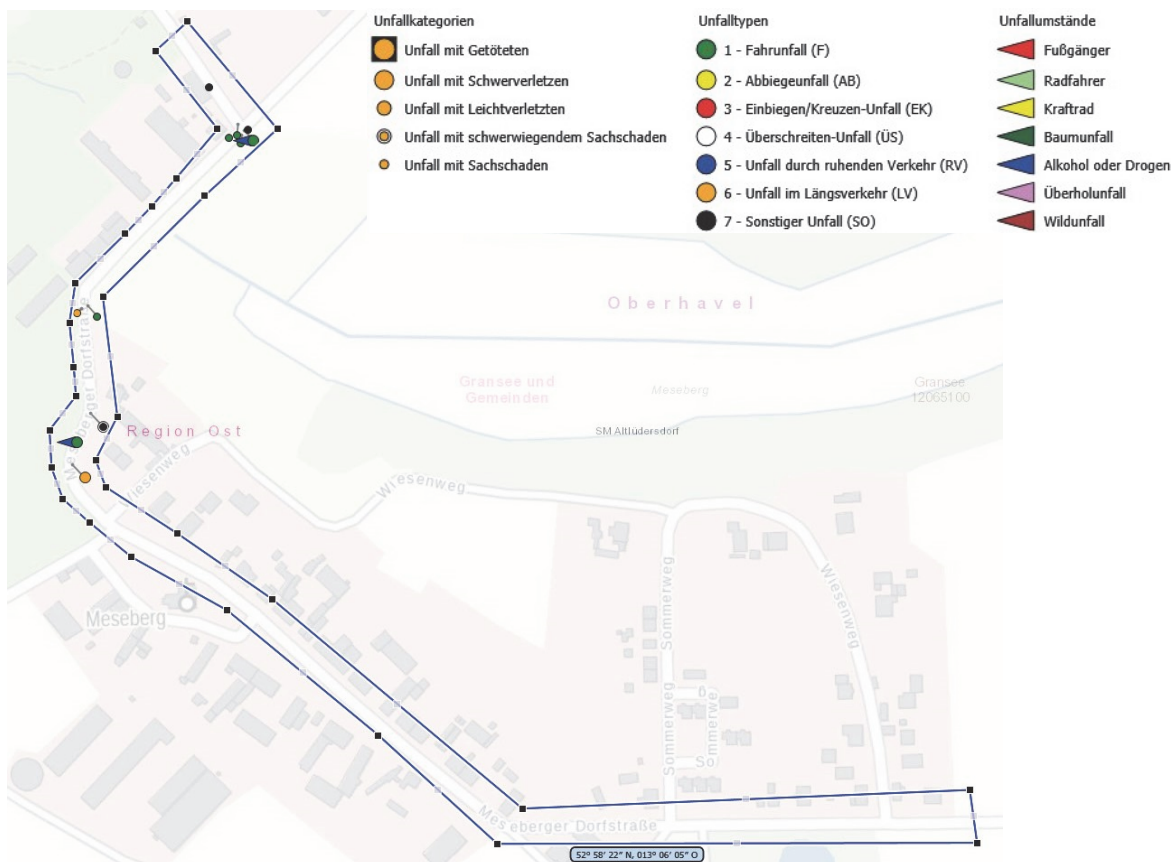 Unfallkategorien
Unfall mit Getöteten
Unfall mit Schwerverletzen
Unfall mit Leichtverletzten
Unfall mit schwerwiegendem Sachschaden
Unfall mit Sachschaden
Unfalltypen
1 - Fahrunfall (F)
2 - Abbiegeunfall (AB)
3 - Einbiegen/Kreuzen-Unfall (EK)
4 - Überschreiten-Unfall (ÜS)
5 - Unfall durch ruhenden Verkehr (RV)
6 - Unfall im Längsverkehr (LV)
7 - Sonstiger Unfall (SO)
Unfallumstände
Fußgänger
Radfahrer
Kraftrad
Baumunfall
Alkohol oder Drogen
Überholunfall
Wildunfall
Oberhavel
Gransee und
Gemeinden
Meseberg
Gransee
12065100
SM Altlüdersdorf
Meseberger Dorfstraße
Region Ost
Wiesenweg
Wiesenweg
Wiesenweg
Sommerweg
Sommerweg
Sommerwe
So
Meseberg
Meseberger Dorfstraße
52° 58' 22" N, 013° 06' 05" O